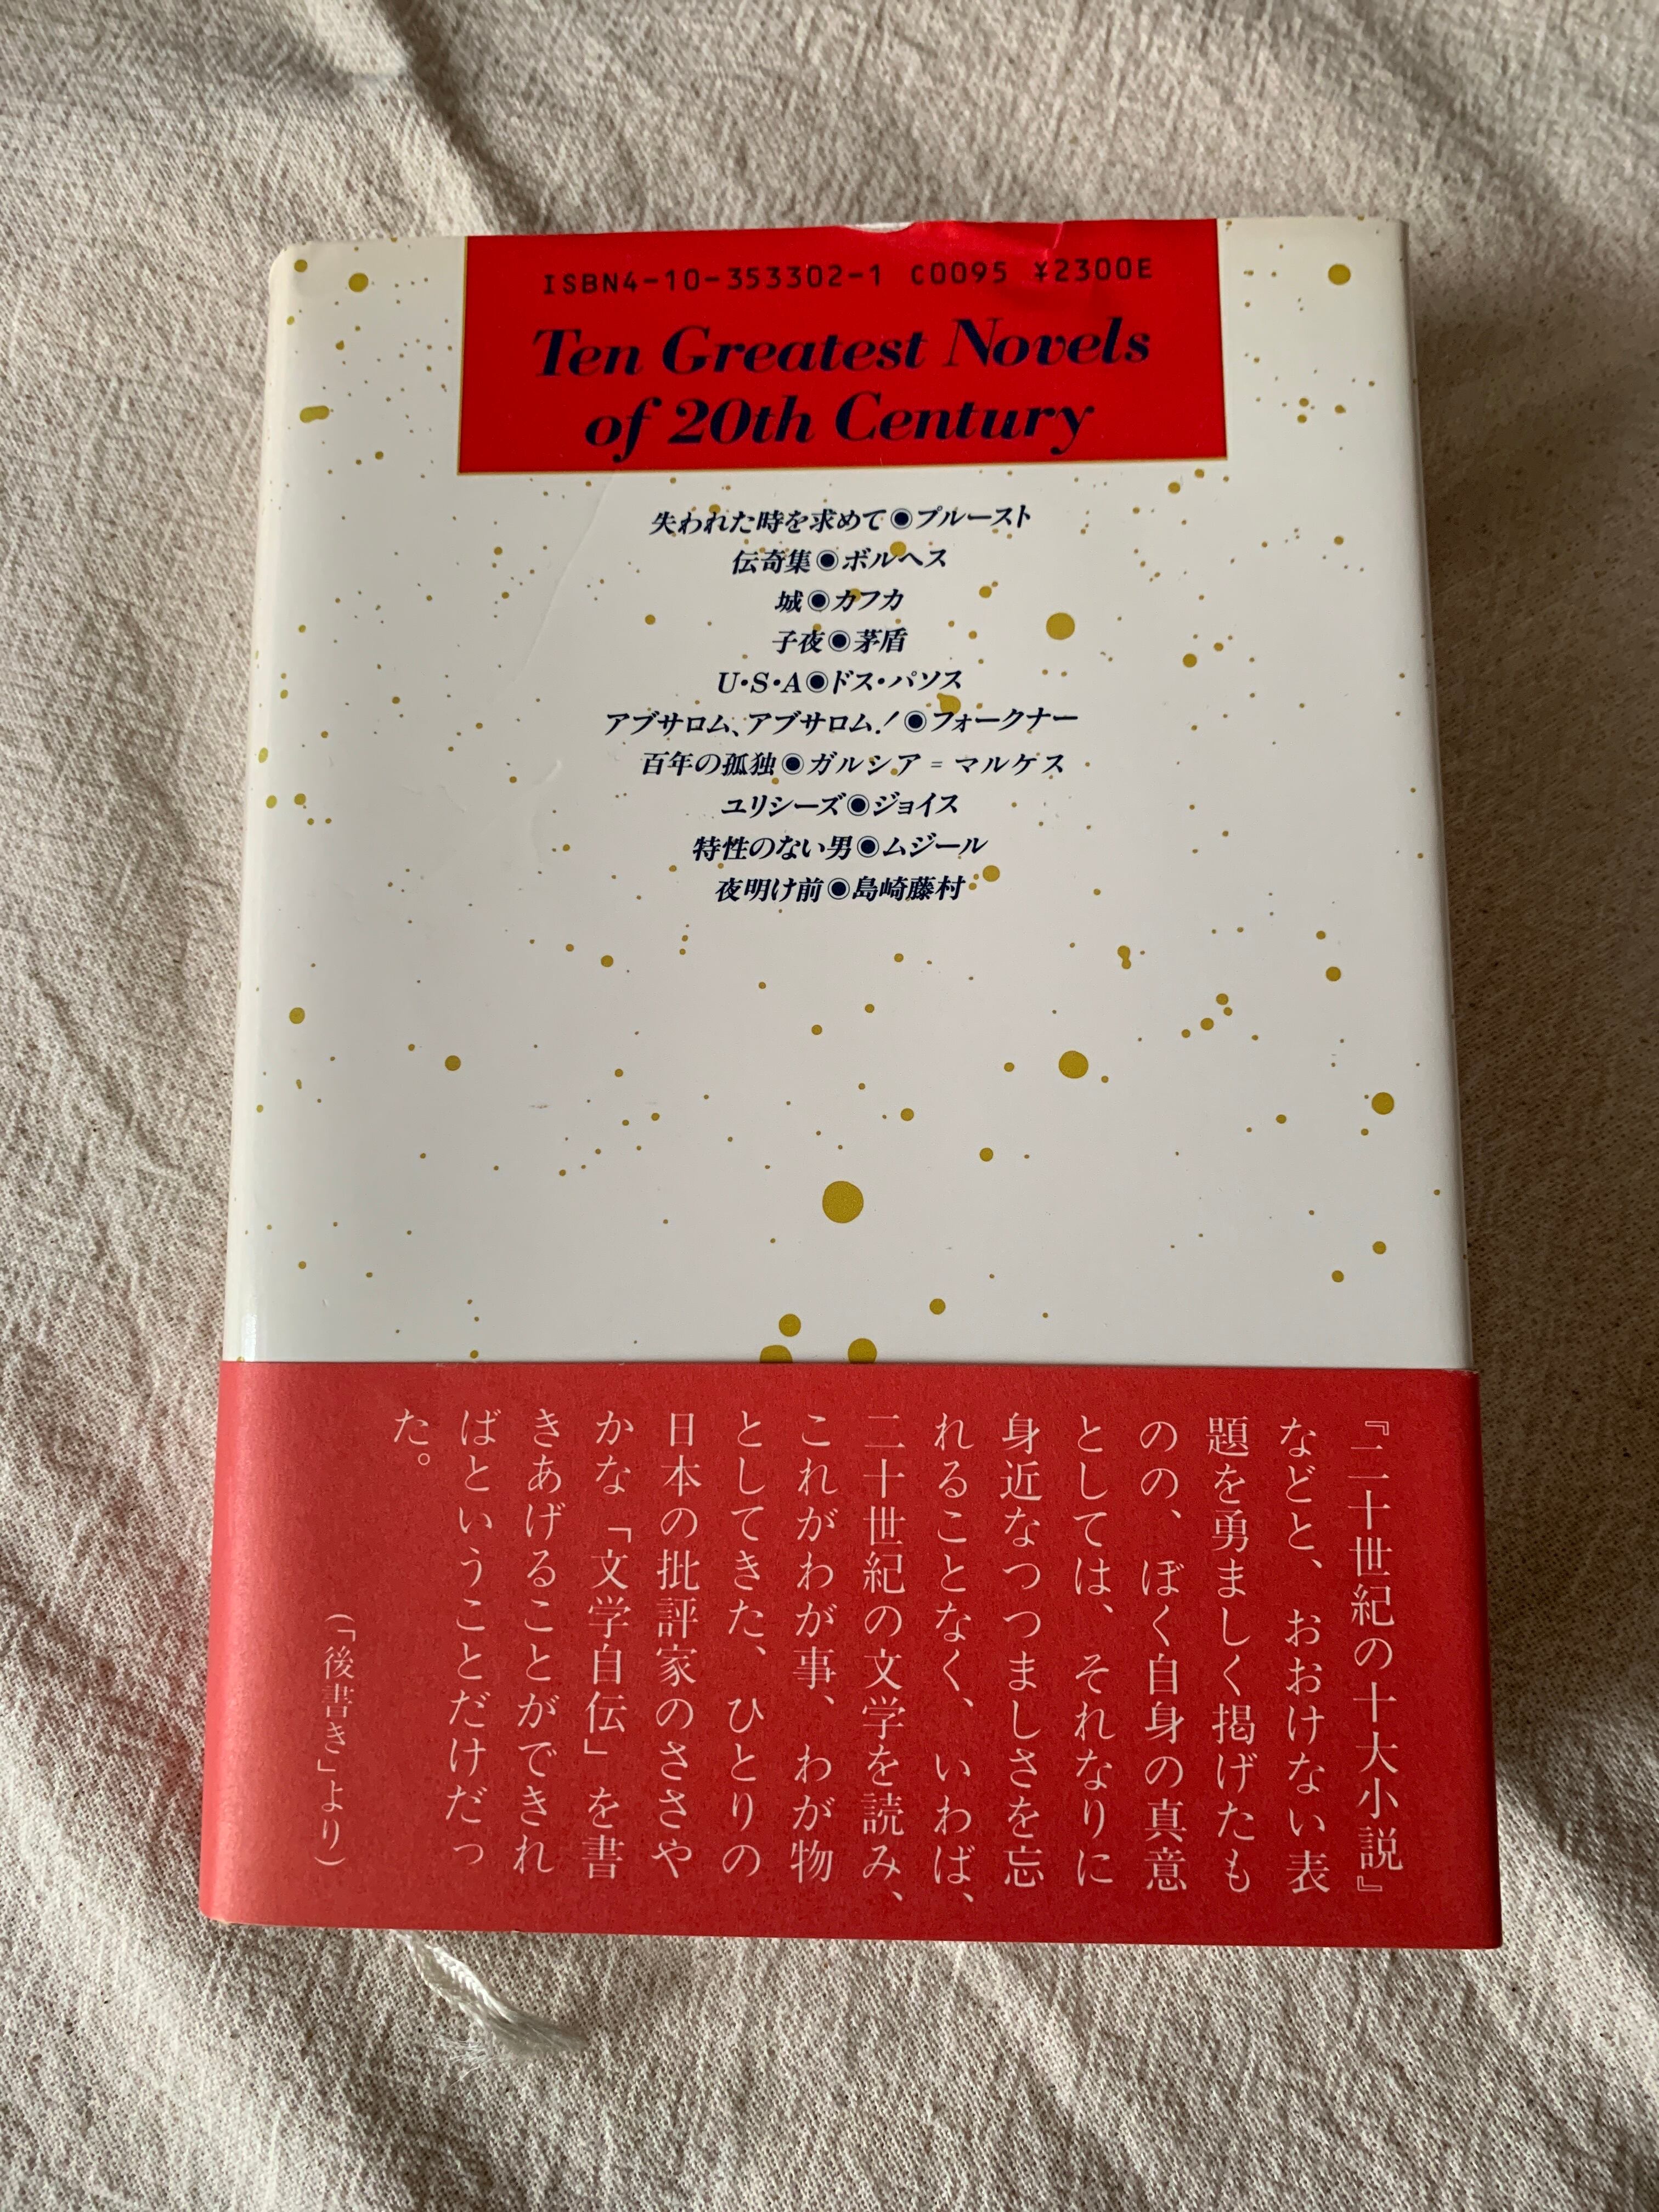 ISBN4-10-353302-1 C0095 ¥2300E
Ten Greatest Novels
of 20th Century
失われた時を求めて◉プルースト
伝奇集◉ボルヘス
城◉カフカ
子夜◉茅盾
U・S・A◉ドス・パソス
アブサロム、アブサロム！◉フォークナー
百年の孤独◉ガルシア＝マルケス
ユリシーズ◉ジョイス
特性のない男◉ムジール
夜明け前◉島崎藤村
『二十世紀の十大小説』
などと、おおけない表
題を勇ましく掲げたも
のの、ぼく自身の真意
としては、それなりに
身近なつつましさを忘
れることなく、いわば、
二十世紀の文学を読み、
これがわが事、わが物
としてきた、ひとりの
日本の批評家のささや
かな「文学自伝」を書
きあげることができれ
ばということだけだっ
た。
（「後書き」より）